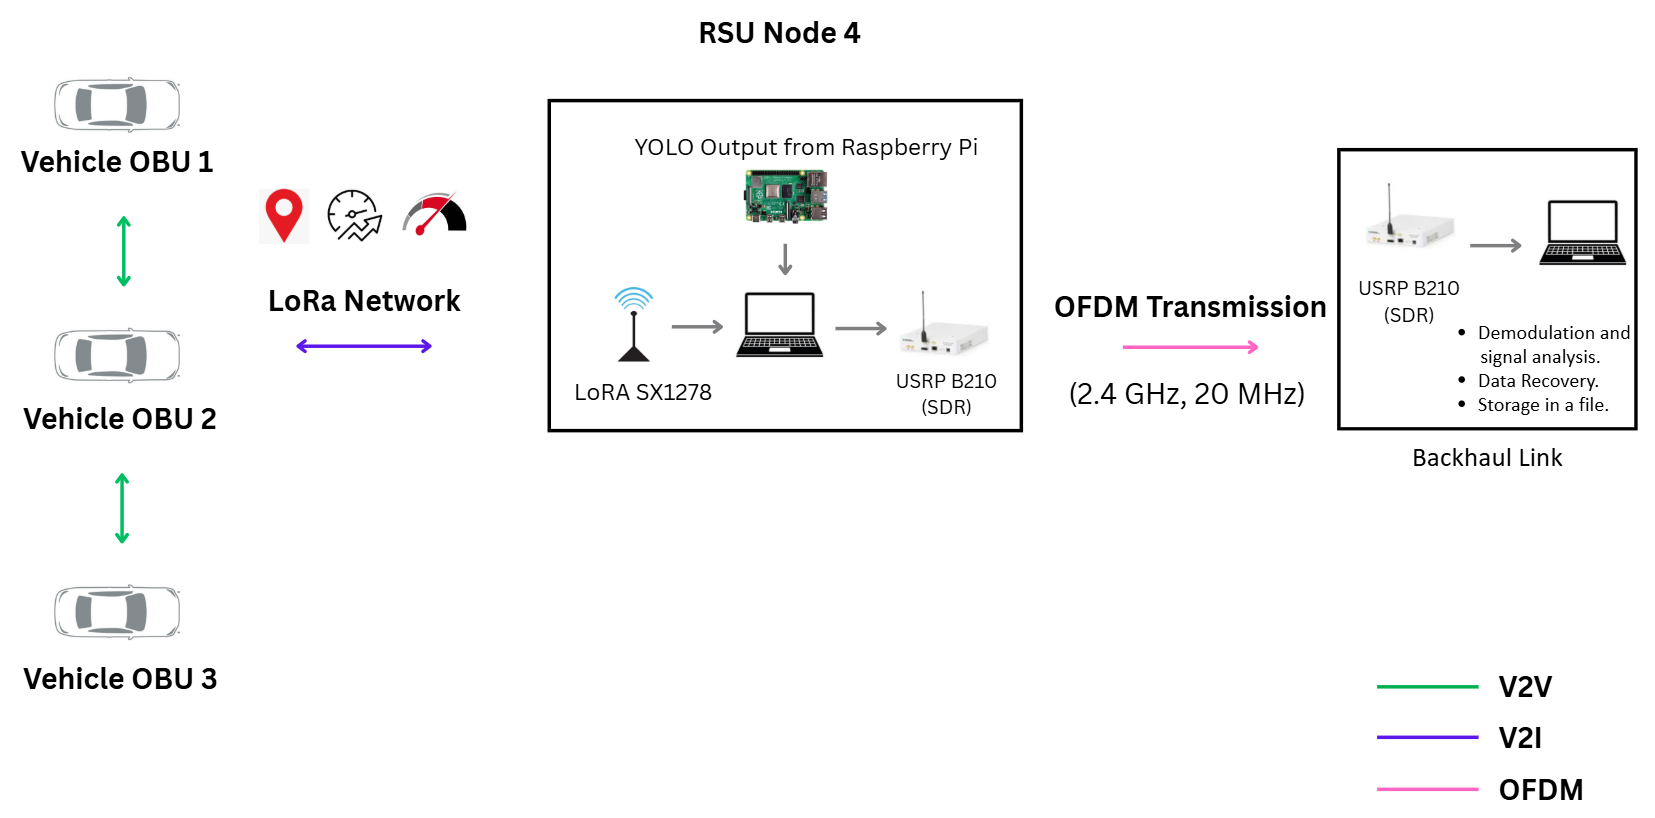 RSU Node 4
Vehicle OBU 1
LoRa Network
Vehicle OBU 2
Vehicle OBU 3
YOLO Output from Raspberry Pi
LoRA SX1278
USRP B210
(SDR)
OFDM Transmission
(2.4 GHz, 20 MHz)
USRP B210
(SDR)
• Demodulation and
signal analysis.
• Data Recovery.
• Storage in a file.
Backhaul Link
V2V
V2I
OFDM